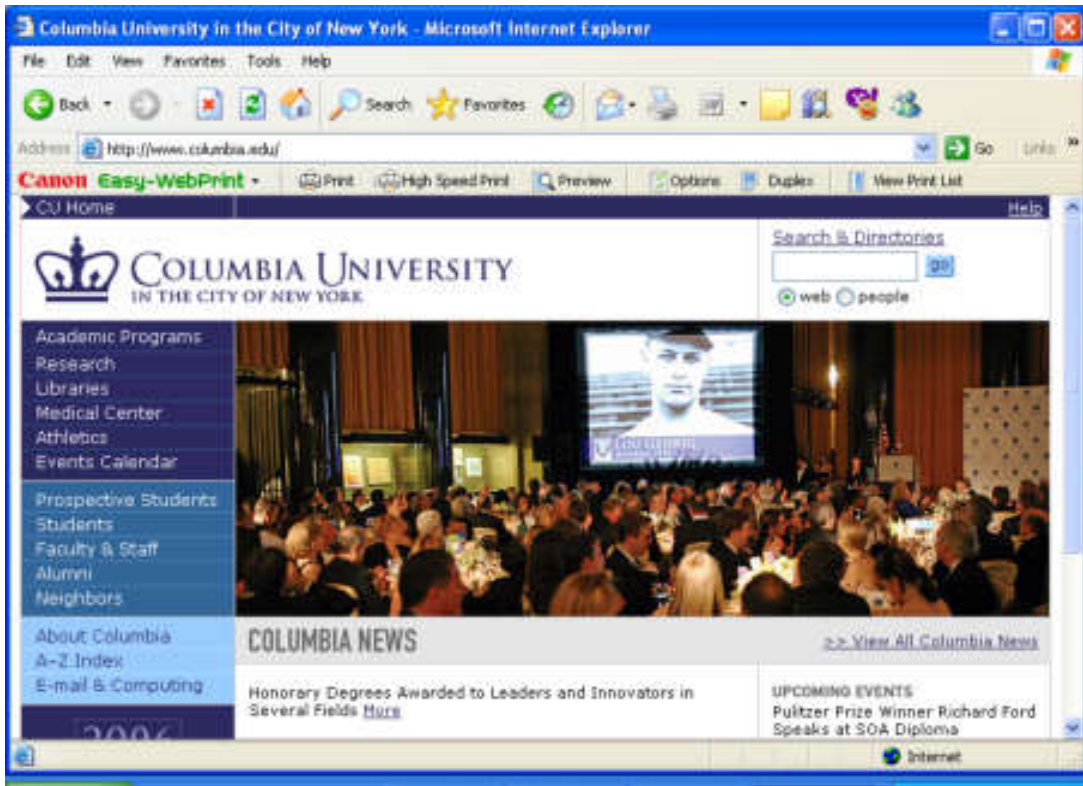 Columbia University in the City of New York - Microsoft Internet Explorer
File Edit View Favorites Tools Help
Back Search Favorites
Address http://www.columbia.edu/ Go Links »
Canon Easy-WebPrint Print High Speed Print Preview Options Duplex View Print List
CU Home Help
Search & Directories
go
web people
COLUMBIA UNIVERSITY
IN THE CITY OF NEW YORK
Academic Programs
Research
Libraries
Medical Center
Athletics
Events Calendar
Prospective Students
Students
Faculty & Staff
Alumni
Neighbors
About Columbia
A-Z Index
E-mail & Computing
2006
LOU GEHRIG
COLUMBIA NEWS
>> View All Columbia News
Honorary Degrees Awarded to Leaders and Innovators in
Several Fields More
UPCOMING EVENTS
Pulitzer Prize Winner Richard Ford
Speaks at SOA Diploma
Internet